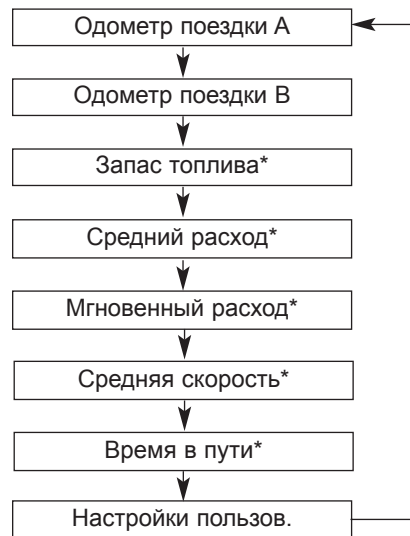 Одометр поездки А
Одометр поездки В
Запас топлива*
Средний расход*
Мгновенный расход*
Средняя скорость*
Время в пути*
Настройки пользов.